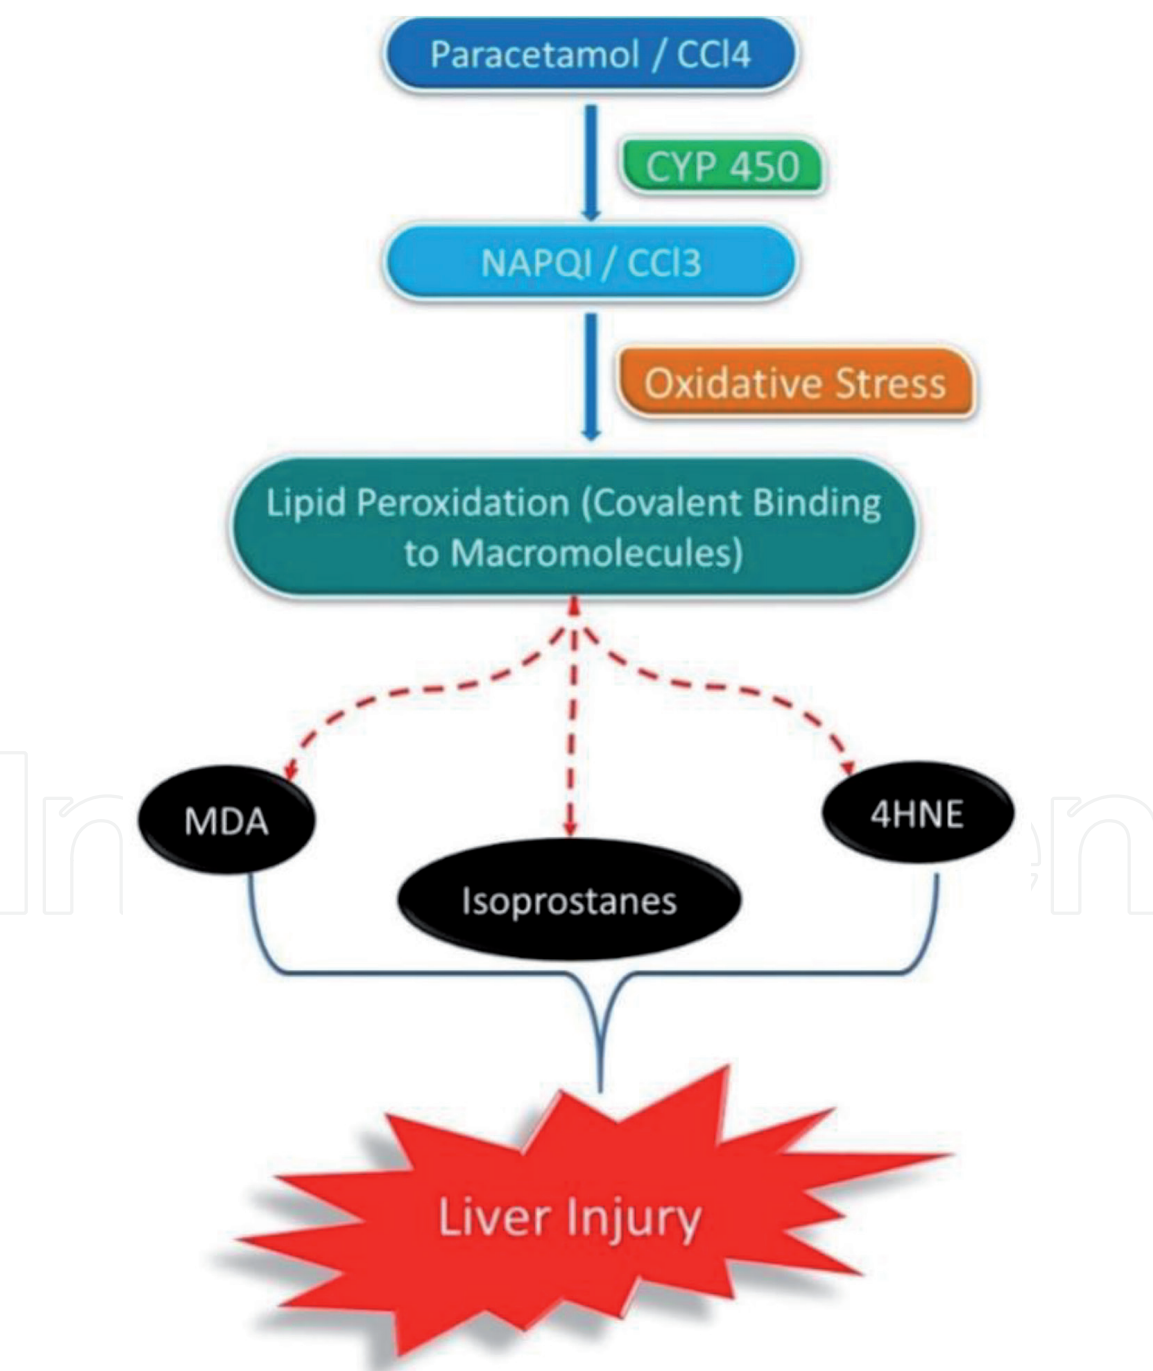 Paracetamol / CCl4
CYP 450
NAPQI / CCl3
Oxidative Stress
Lipid Peroxidation (Covalent Binding
to Macromolecules)
MDA
4HNE
Isoprostanes
Liver Injury